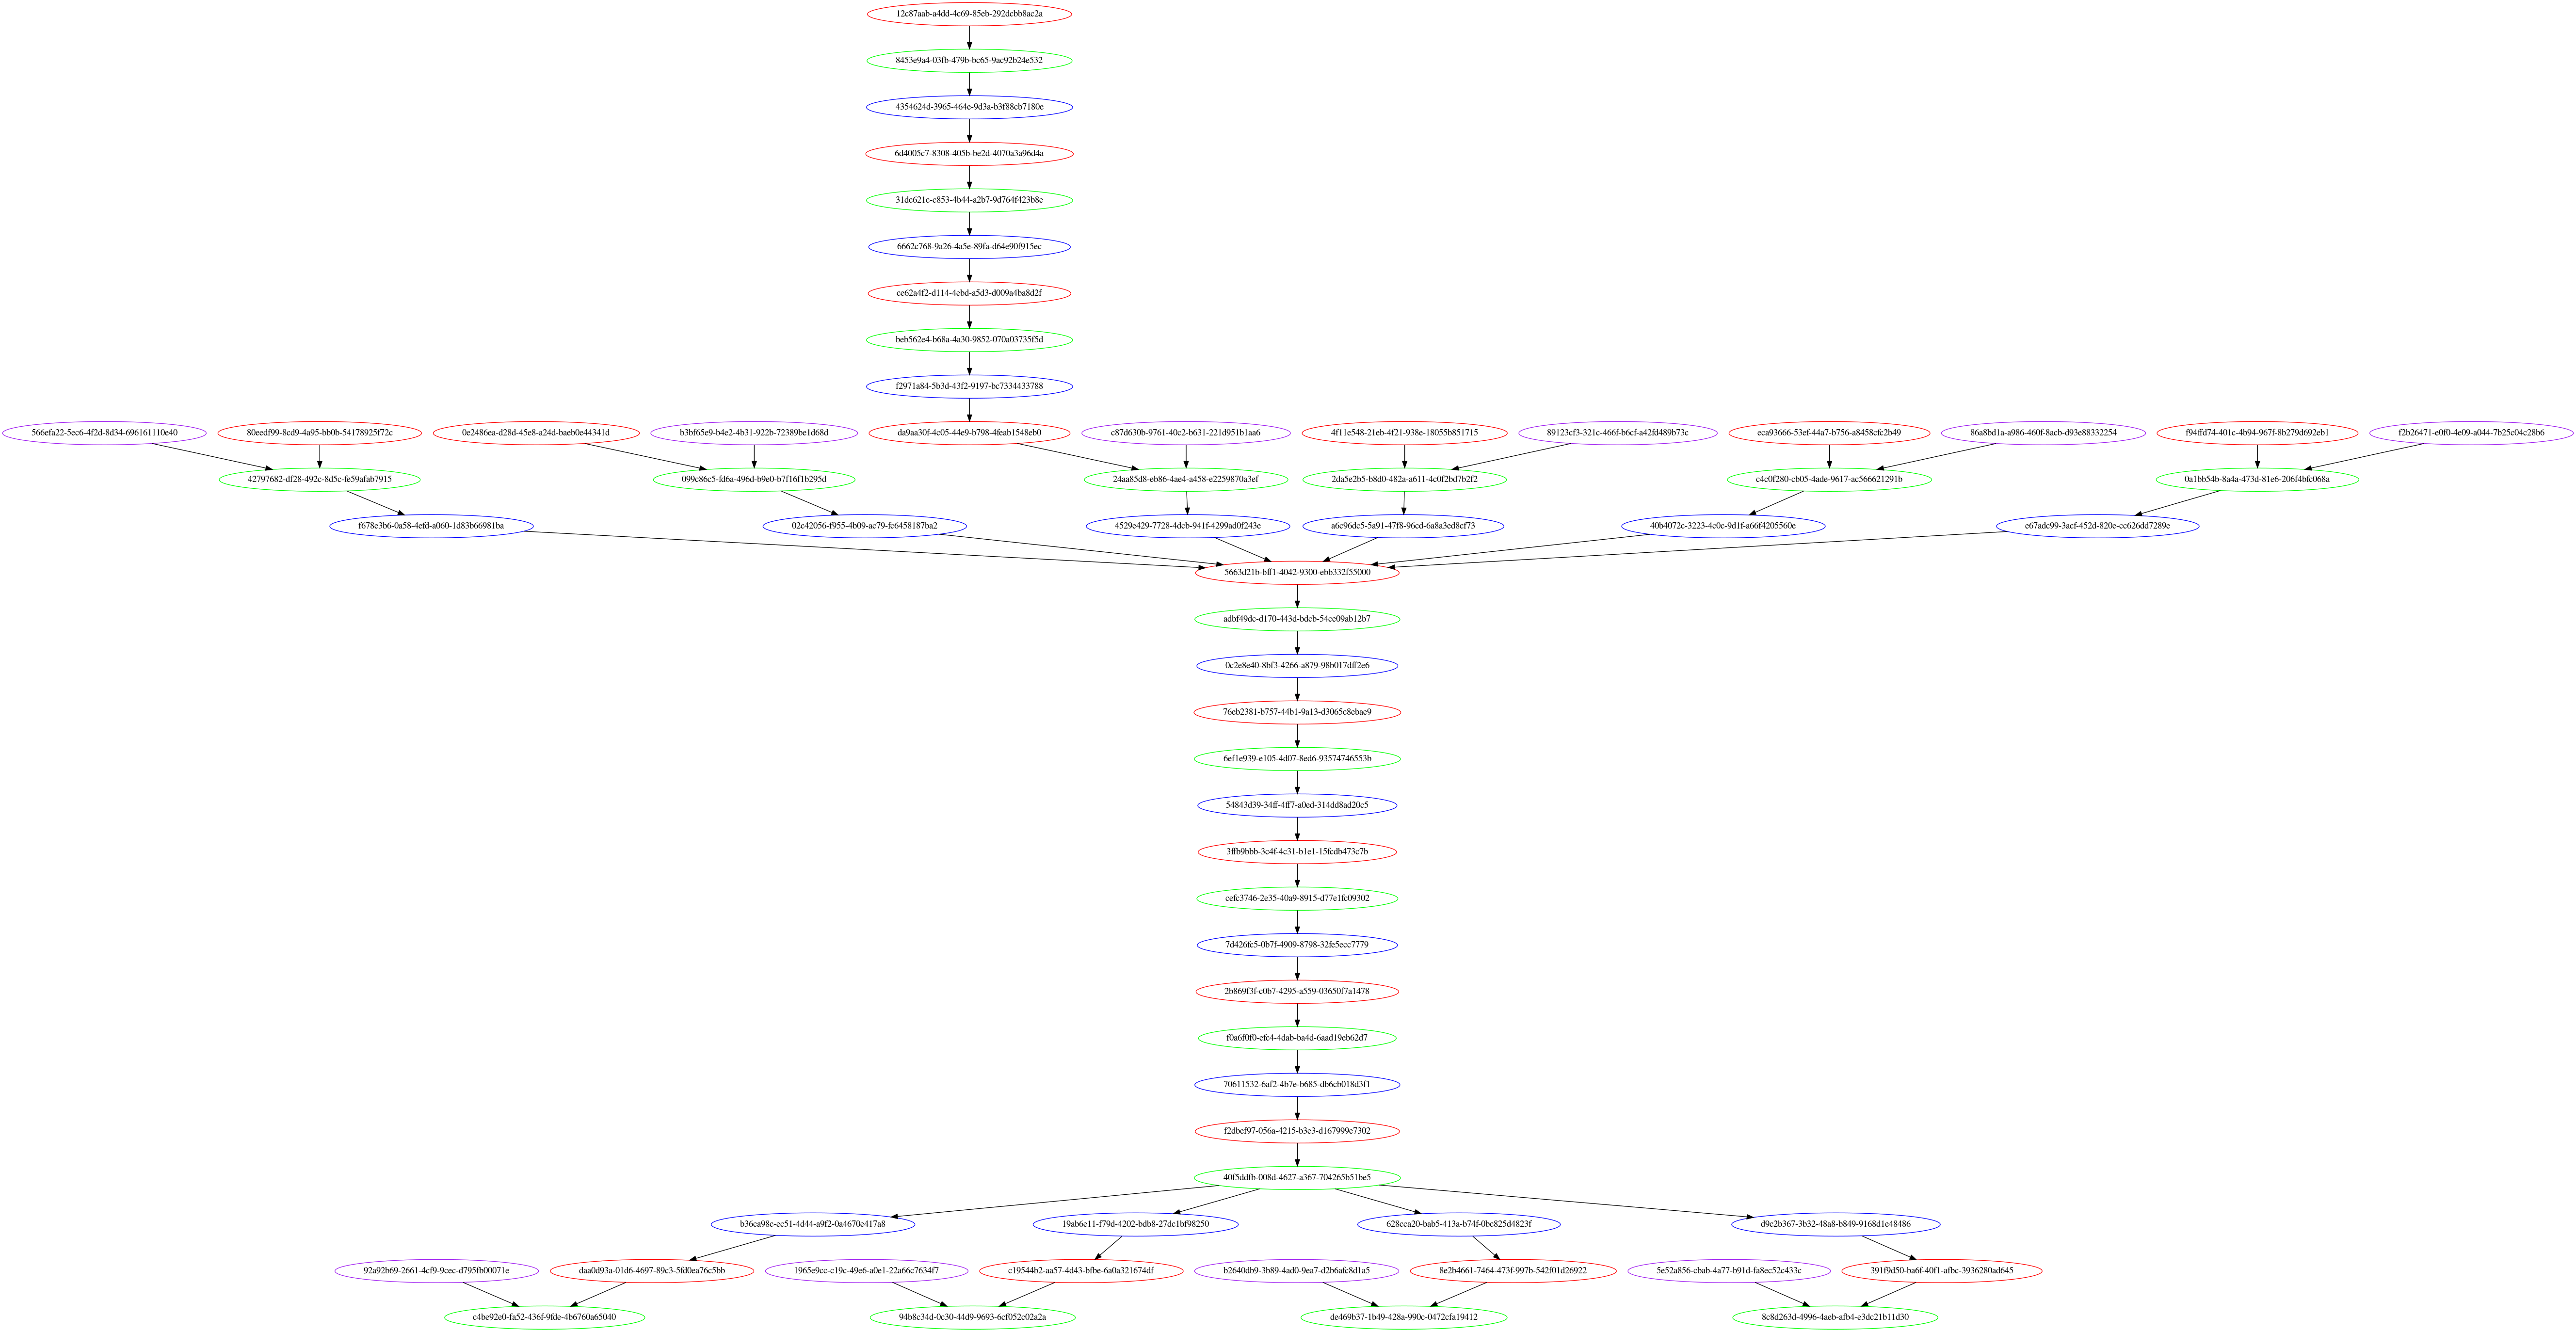 12c87aab-a4dd-4c69-85eb-292dcbb8ac2a
8453e9a4-03fb-479b-bc65-9ac92b24e532
4354624d-3965-464e-9d3a-b3f88cb7180e
6d4005c7-8308-405b-be2d-4070a3a96d4a
31dc621c-c853-4b44-a2b7-9d764f423b8e
6662c768-9a26-4a5e-89fa-d64e90f915ec
ce62a4f2-d114-4ebd-a5d3-d009a4ba8d2f
beb562e4-b68a-4a30-9852-070a03735f5d
f2971a84-5b3d-43f2-9197-bc7334433788
566efa22-5ec6-4f2d-8d34-696161110e40
80eedf99-8cd9-4a95-bb0b-54178925f72c
0e2486ea-d28d-45e8-a24d-baeb0e44341d
b3bf65e9-b4e2-4b31-922b-72389be1d68d
da9aa30f-4c05-44e9-b798-4feab1548eb0
c87d630b-9761-40c2-b631-221d951b1aa6
4f11e548-21eb-4f21-938e-18055b851715
89123cf3-321c-466f-b6cf-a42fd489b73c
eca93666-53ef-44a7-b756-a8458cfc2b49
86a8bd1a-a986-460f-8acb-d93e88332254
f94ffd74-401c-4b94-967f-8b279d692eb1
f2b26471-e0f0-4e09-a044-7b25c04c28b6
42797682-df28-492c-8d5c-fe59afab7915
099c86c5-fd6a-496d-b9e0-b7f16f1b295d
24aa85d8-eb86-4ae4-a458-e2259870a3ef
2da5e2b5-b8d0-482a-a611-4c0f2bd7b2f2
c4c0f280-cb05-4ade-9617-ac566621291b
0a1bb54b-8a4a-473d-81e6-206f4bfc068a
f678e3b6-0a58-4efd-a060-1d83b66981ba
02c42056-f955-4b09-ac79-fc6458187ba2
4529e429-7728-4dcb-941f-4299ad0f243e
a6c96dc5-5a91-47f8-96cd-6a8a3ed8cf73
40b4072c-3223-4c0c-9d1f-a66f4205560e
e67adc99-3acf-452d-820e-cc626dd7289e
5663d21b-bff1-4042-9300-ebb332f55000
adbf49dc-d170-443d-bdcb-54ce09ab12b7
0c2e8e40-8bf3-4266-a879-98b017dff2e6
76eb2381-b757-44b1-9a13-d3065c8ebae9
6ef1e939-e105-4d07-8ed6-93574746553b
54843d39-34ff-4ff7-a0ed-314dd8ad20c5
3ffb9bbb-3c4f-4c31-b1e1-15fcdb473c7b
cefc3746-2e35-40a9-8915-d77e1fc09302
7d426fc5-0b7f-4909-8798-32fe5ecc7779
2b869f3f-c0b7-4295-a559-03650f7a1478
f0a6f0f0-efc4-4dab-ba4d-6aad19eb62d7
70611532-6af2-4b7e-b685-db6cb018d3f1
f2dbef97-056a-4215-b3e3-d167999e7302
40f5ddfb-008d-4627-a367-704265b51be5
b36ca98c-ec51-4d44-a9f2-0a4670e417a8
19ab6e11-f79d-4202-bdb8-27dc1bf98250
628cca20-bab5-413a-b74f-0bc825d4823f
d9c2b367-3b32-48a8-b849-9168d1e48486
92a92b69-2661-4cf9-9cec-d795fb00071e
daa0d93a-01d6-4697-89c3-5fd0ea76c5bb
1965e9cc-c19c-49e6-a0e1-22a66c7634f7
c19544b2-aa57-4d43-bfbe-6a0a321674df
b2640db9-3b89-4ad0-9ea7-d2b6afc8d1a5
8e2b4661-7464-473f-997b-542f01d26922
5e52a856-cbab-4a77-b91d-fa8ec52c433c
391f9d50-ba6f-40f1-afbc-3936280ad645
c4be92e0-fa52-436f-9fde-4b6760a65040
94b8c34d-0c30-44d9-9693-6cf052c02a2a
de469b37-1b49-428a-990c-0472cfa19412
8c8d263d-4996-4aeb-afb4-e3dc21b11d30